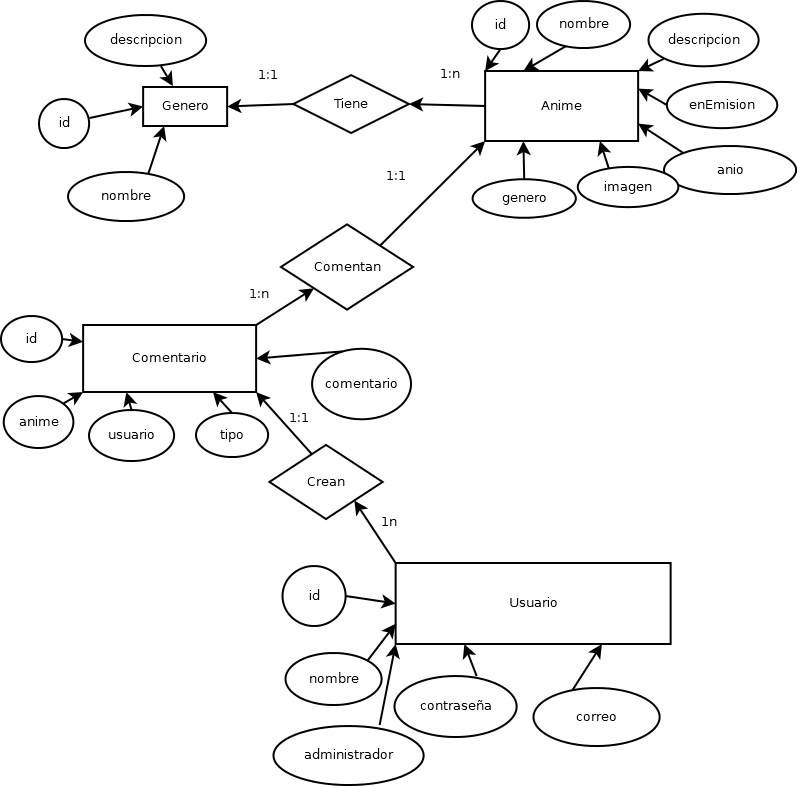 id
nombre
descripcion
descripcion
1:1
1:n
Genero
Tiene
Anime
enEmision
id
anio
1:1
imagen
nombre
genero
Comentan
1:n
id
Comentario
comentario
anime
usuario
tipo
1:1
Crean
1n
id
Usuario
nombre
contraseña
correo
administrador